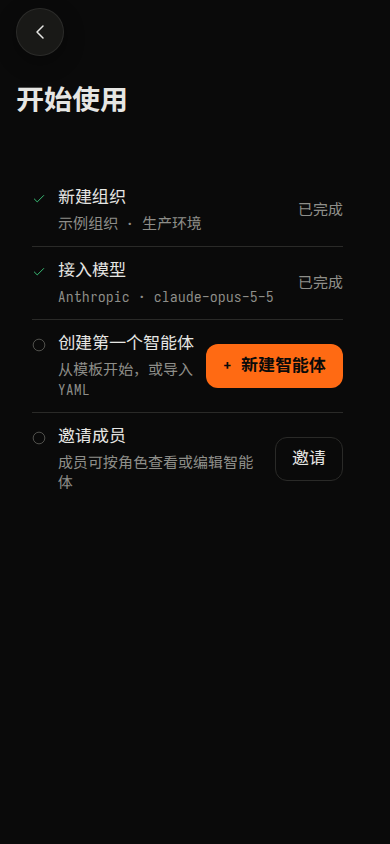 开始使用
新建组织
示例组织 · 生产环境
已完成
接入模型
Anthropic · claude-opus-5-5
已完成
创建第一个智能体
从模板开始，或导入
YAML
+ 新建智能体
邀请成员
成员可按角色查看或编辑智能
体
邀请